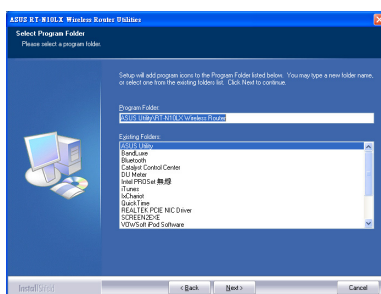 ASUS RT-N10LX Wireless Router Utilities
Select Program Folder
Please select a program folder.
Setup will add program icons to the Program Folder listed below. You may type a new folder name,
or select one from the existing folders list. Click Next to continue.
Program Folder:
ASUS Utility\RT-N10LX Wireless Router
Existing Folders:
ASUS Utility
BandLuxe
Bluetooth
Catalyst Control Center
DU Meter
Intel PROSet 無線
iTunes
IxChariot
QuickTime
REALTEK PCIE NIC Driver
SCREEN2EXE
VOWSoft iPod Software
InstallShield
< Back
Next >
Cancel